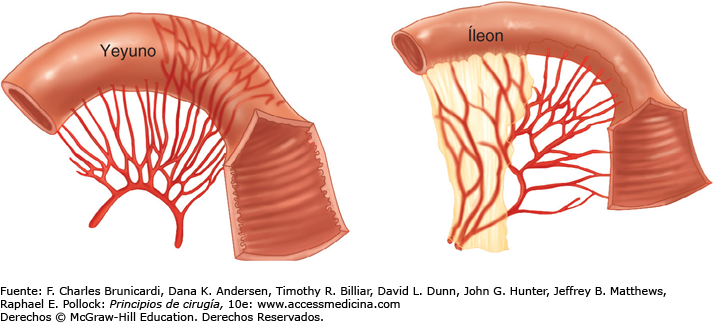 Yeyuno
Íleon
Fuente: F. Charles Brunicardi, Dana K. Andersen, Timothy R. Billiar, David L. Dunn, John G. Hunter, Jeffrey B. Matthews,
Raphael E. Pollock: Principios de cirugía, 10e: www.accessmedicina.com
Derechos © McGraw-Hill Education. Derechos Reservados.